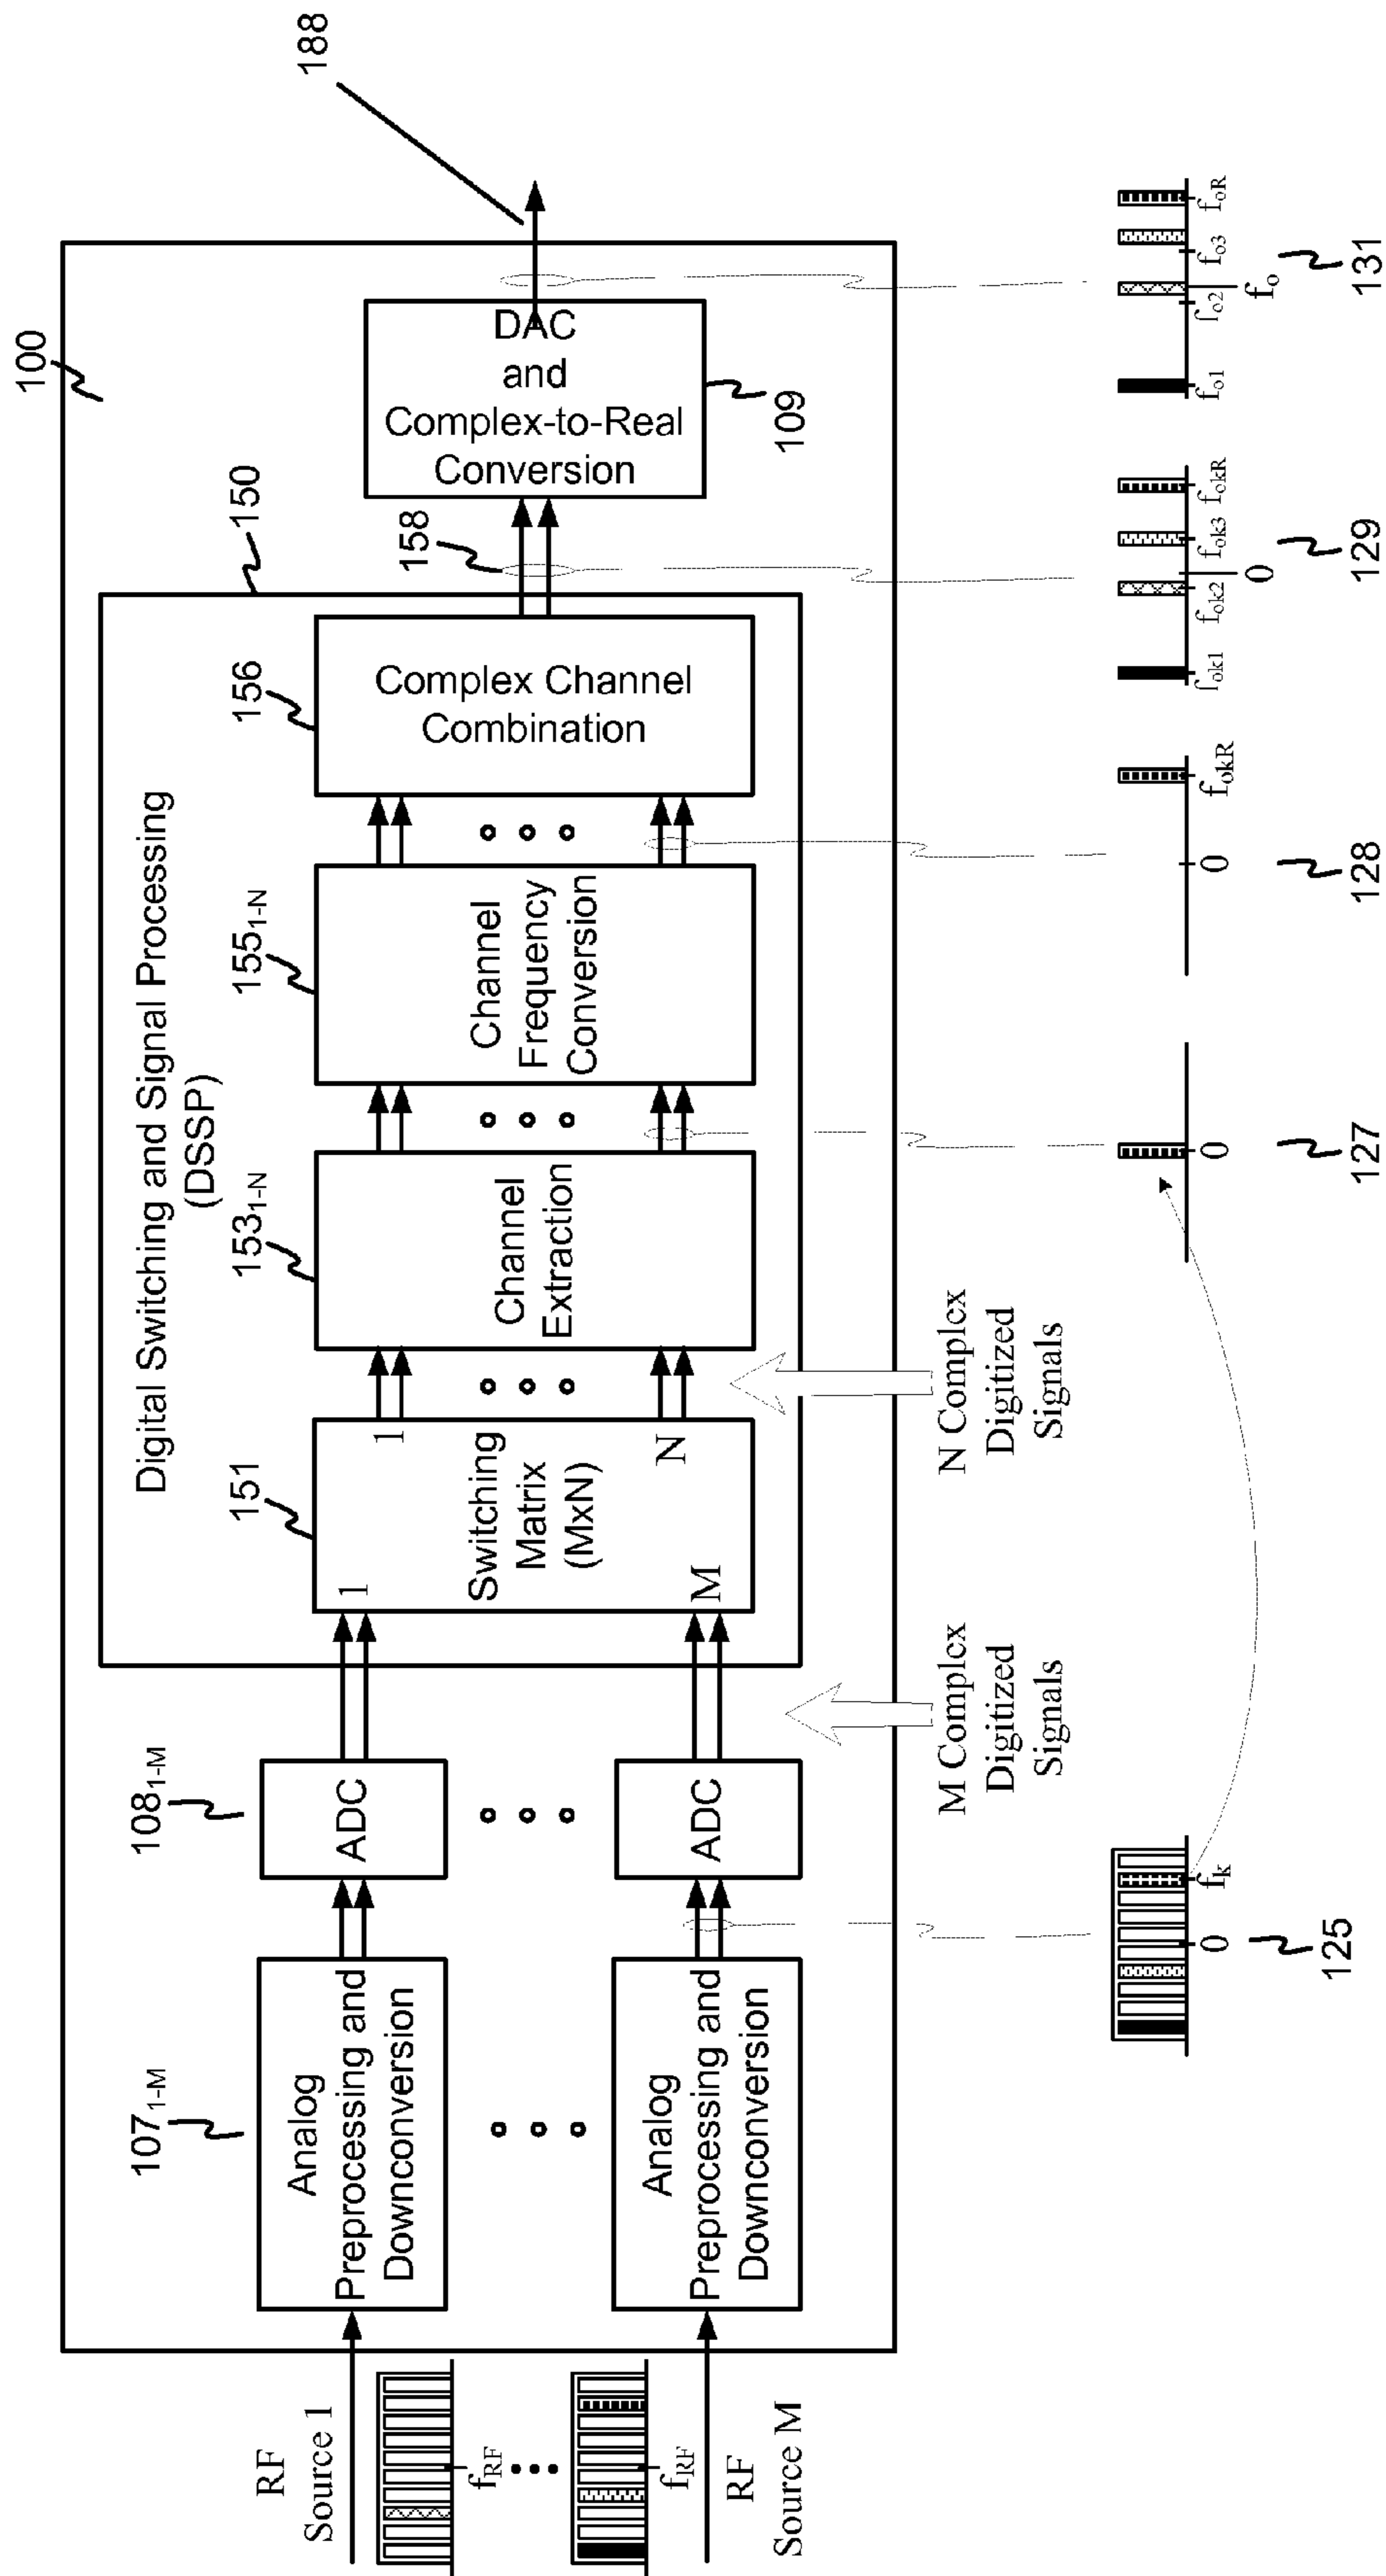 100
188
Digital Switching and Signal Processing
(DSSP)
150
107₁₋M
108₁₋M
151
153₁₋N
155₁₋N
156
158
RF
Source 1
f_RF
f_RF
RF
Source M
Analog
Preprocessing and
Downconversion
Analog
Preprocessing and
Downconversion
ADC
ADC
1
M
Switching
Matrix
(MxN)
1
N
Channel
Extraction
Channel
Frequency
Conversion
Complex Channel
Combination
DAC
and
Complex-to-Real
Conversion
109
M Complex
Digitized
Signals
N Complex
Digitized
Signals
0
f_k
125
0
127
0
f_okR
128
f_ok1
f_ok2
0
f_ok3
f_okR
129
f_o1
f_o2
f_o
f_o3
f_oR
131